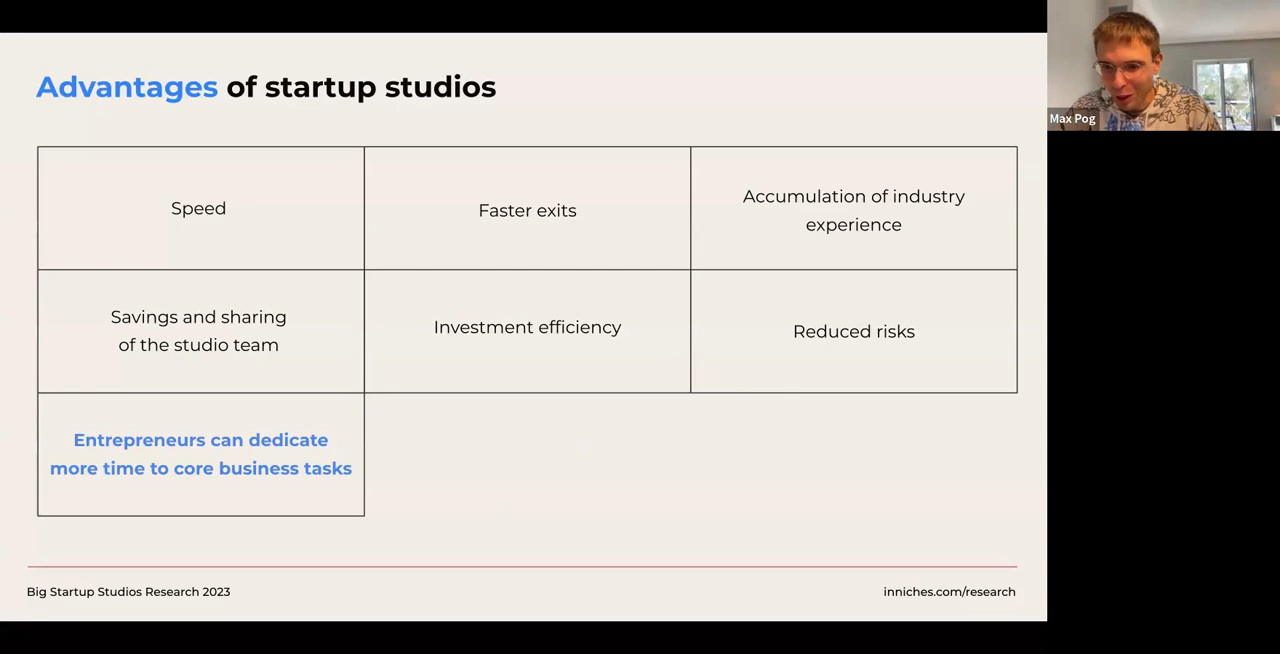 Advantages of startup studios
Max Pog
Speed
Faster exits
Accumulation of industry
experience
Savings and sharing
of the studio team
Investment efficiency
Reduced risks
Entrepreneurs can dedicate
more time to core business tasks
Big Startup Studios Research 2023
inniches.com/research